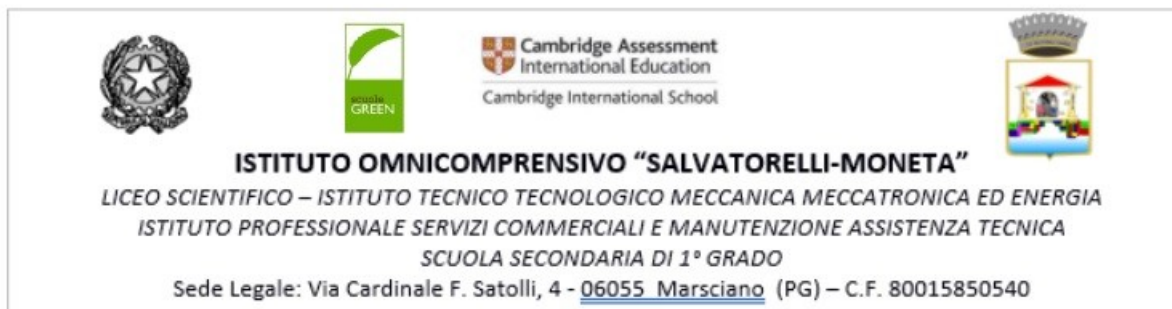 scuole
GREEN
Cambridge Assessment
International Education
Cambridge International School
ISTITUTO OMNICOMPRENSIVO “SALVATORELLI-MONETA”
LICEO SCIENTIFICO – ISTITUTO TECNICO TECNOLOGICO MECCANICA MECCATRONICA ED ENERGIA
ISTITUTO PROFESSIONALE SERVIZI COMMERCIALI E MANUTENZIONE ASSISTENZA TECNICA
SCUOLA SECONDARIA DI 1° GRADO
Sede Legale: Via Cardinale F. Satolli, 4 - 06055 Marsciano (PG) – C.F. 80015850540